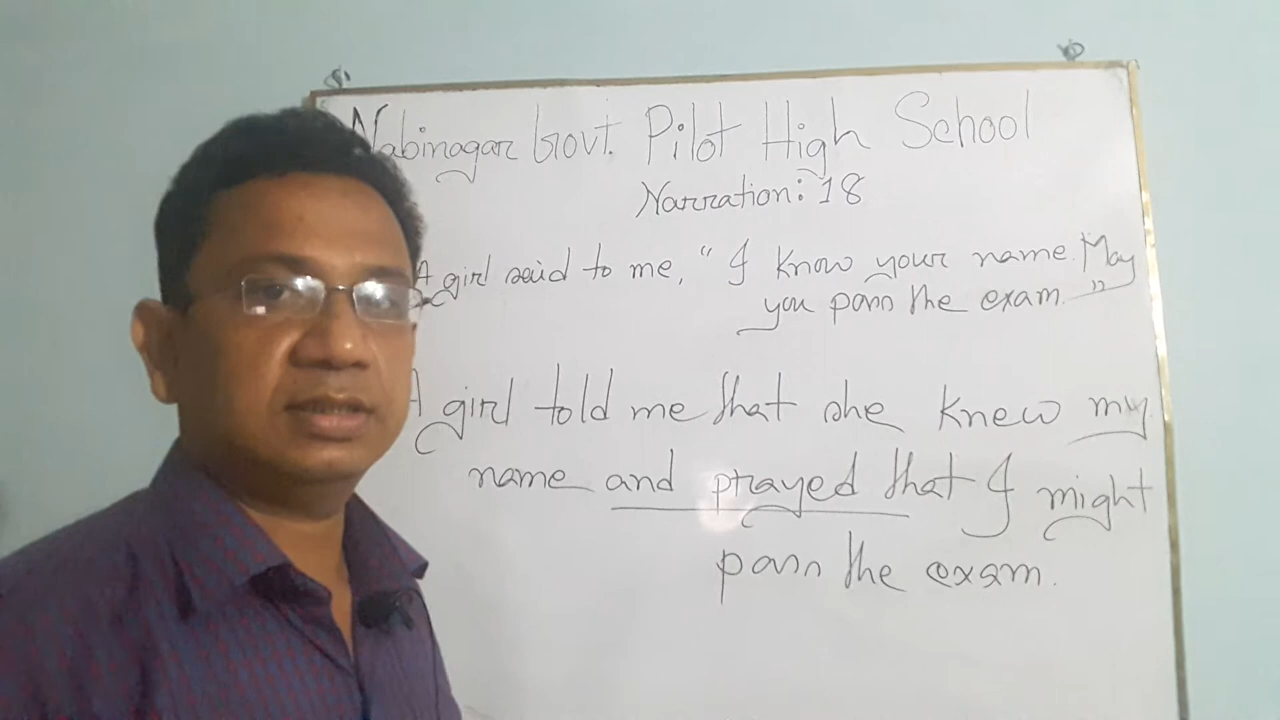 Nabinagar Govt. Pilot High School
Narration: 18
A girl said to me, "I know your name. May
you pass the exam."
A girl told me that she knew my
name and prayed that I might
pass the exam.